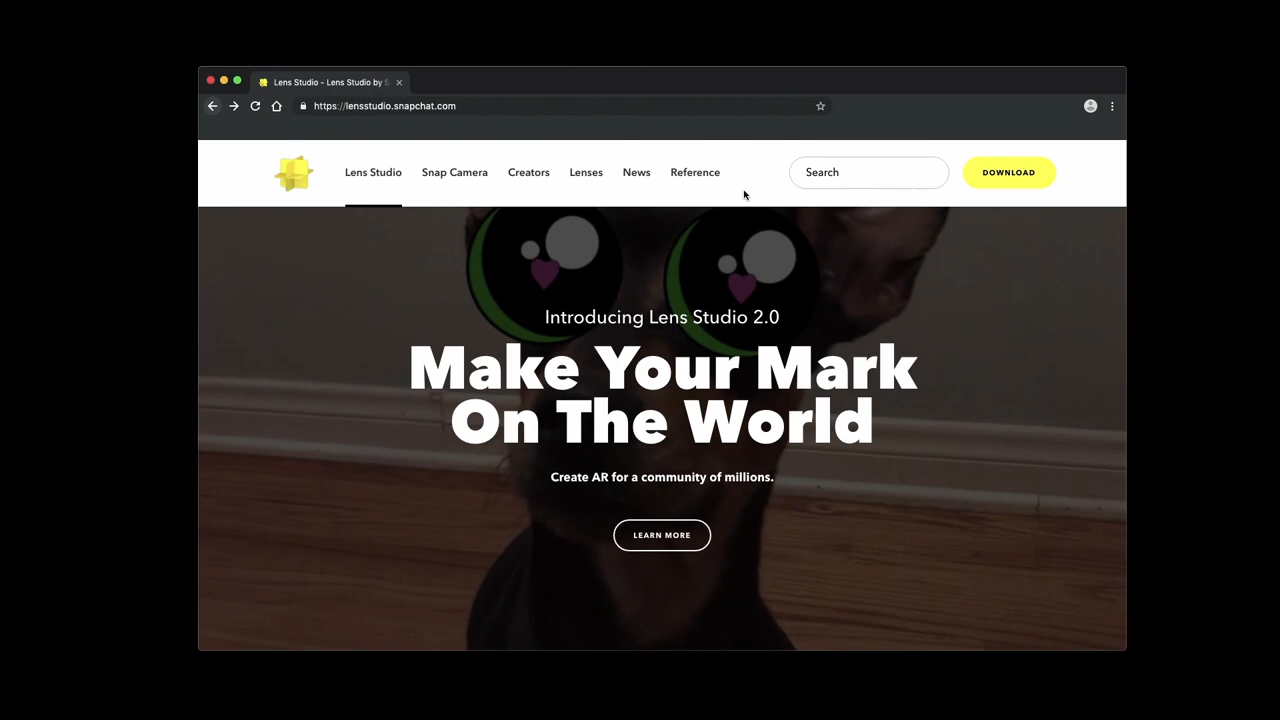 Lens Studio - Lens Studio by S
https://lensstudio.snapchat.com
Lens Studio Snap Camera Creators Lenses News Reference Search DOWNLOAD
Introducing Lens Studio 2.0
Make Your Mark
On The World
Create AR for a community of millions.
LEARN MORE